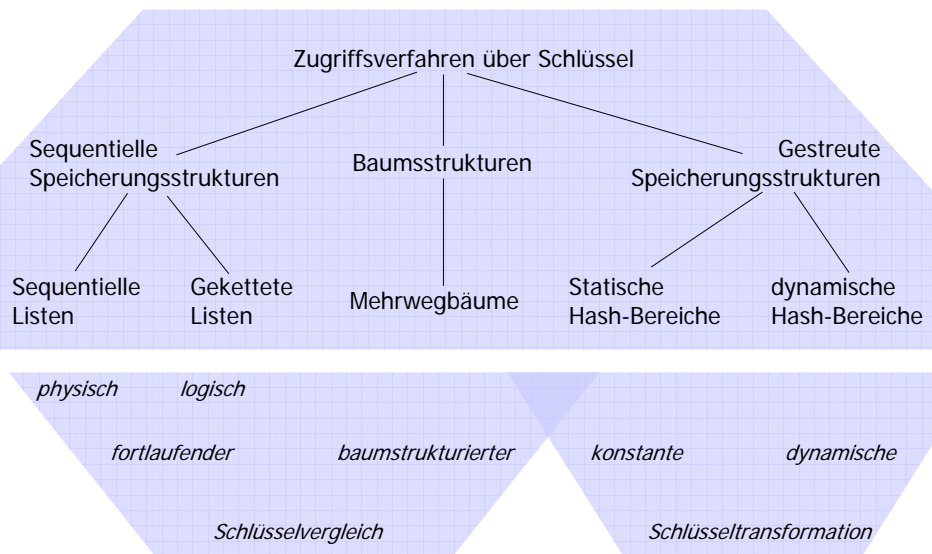 Zugriffsverfahren über Schlüssel
Sequentielle
Speicherungsstrukturen
Baumsstrukturen
Gestreute
Speicherungsstrukturen
Sequentielle
Listen
Gekettete
Listen
Mehrwegbäume
Statische
Hash-Bereiche
dynamische
Hash-Bereiche
physisch
logisch
fortlaufender
baumstrukturierter
konstante
dynamische
Schlüsselvergleich
Schlüsseltransformation